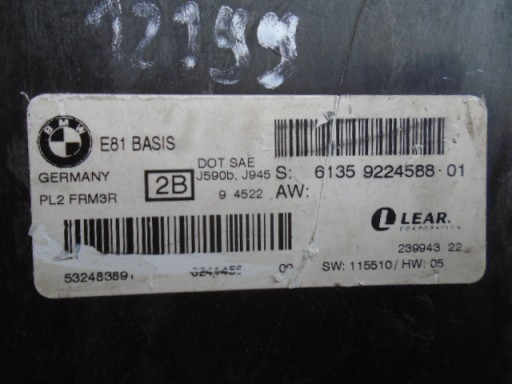 12199
BMW
E81 BASIS
GERMANY
PL2 FRM3R
2B
DOT SAE
J590b, J945
9 4522
S: 6135 9224588-01
AW:
LEAR.
CORPORATION
239943 22
SW: 115510/ HW: 05
53248389